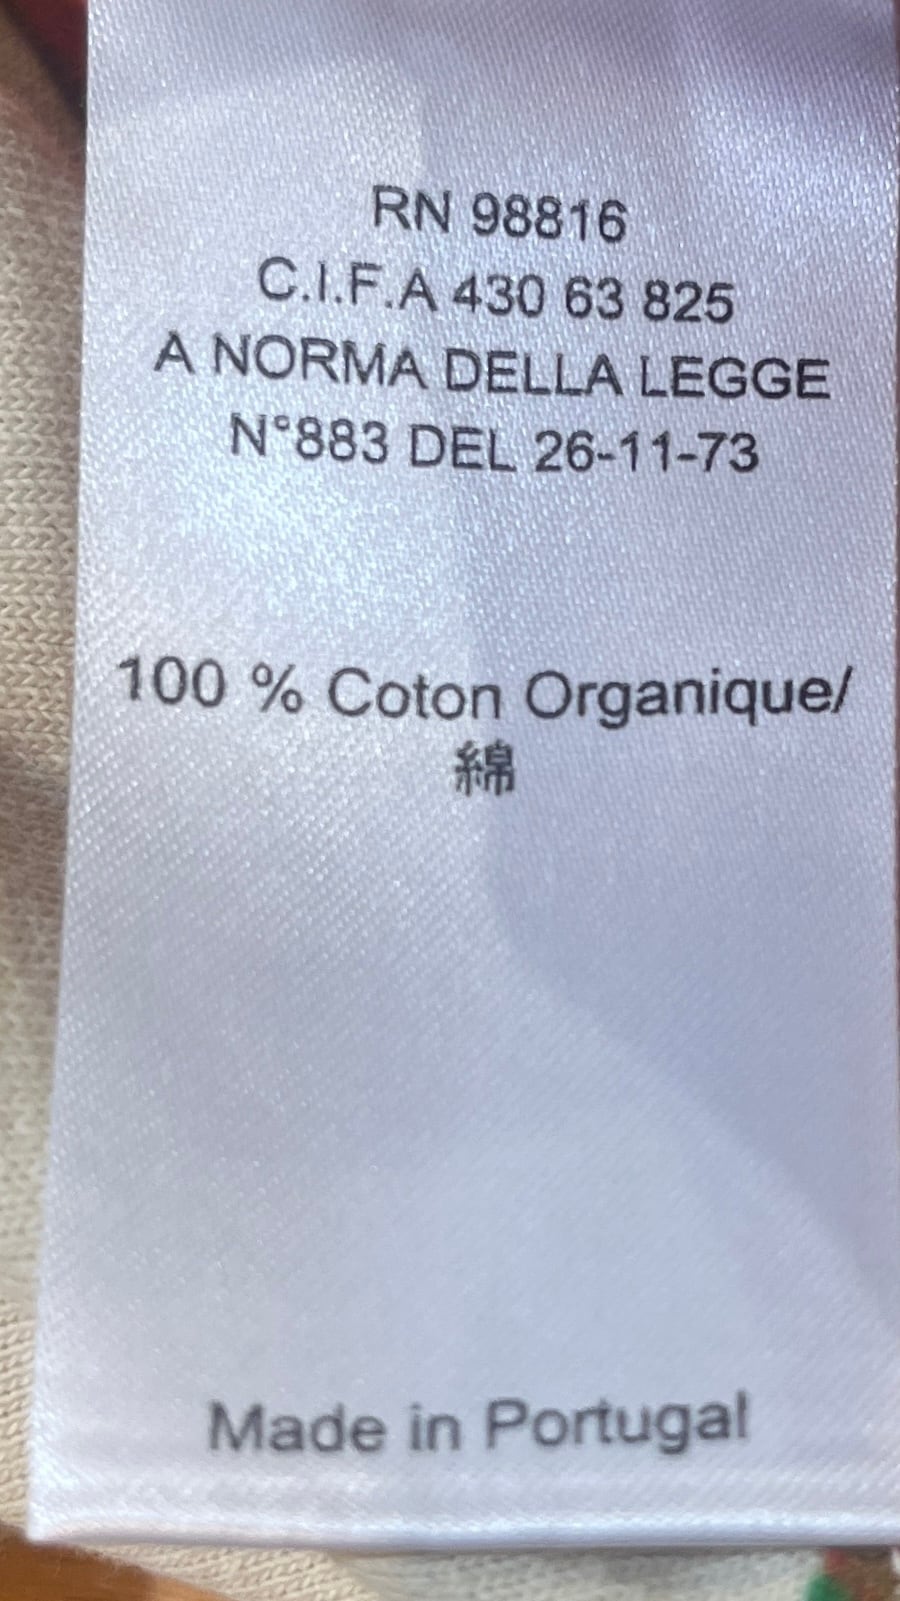 RN 98816
C.I.F.A 430 63 825
A NORMA DELLA LEGGE
N°883 DEL 26-11-73
100 % Coton Organique/
綿
Made in Portugal